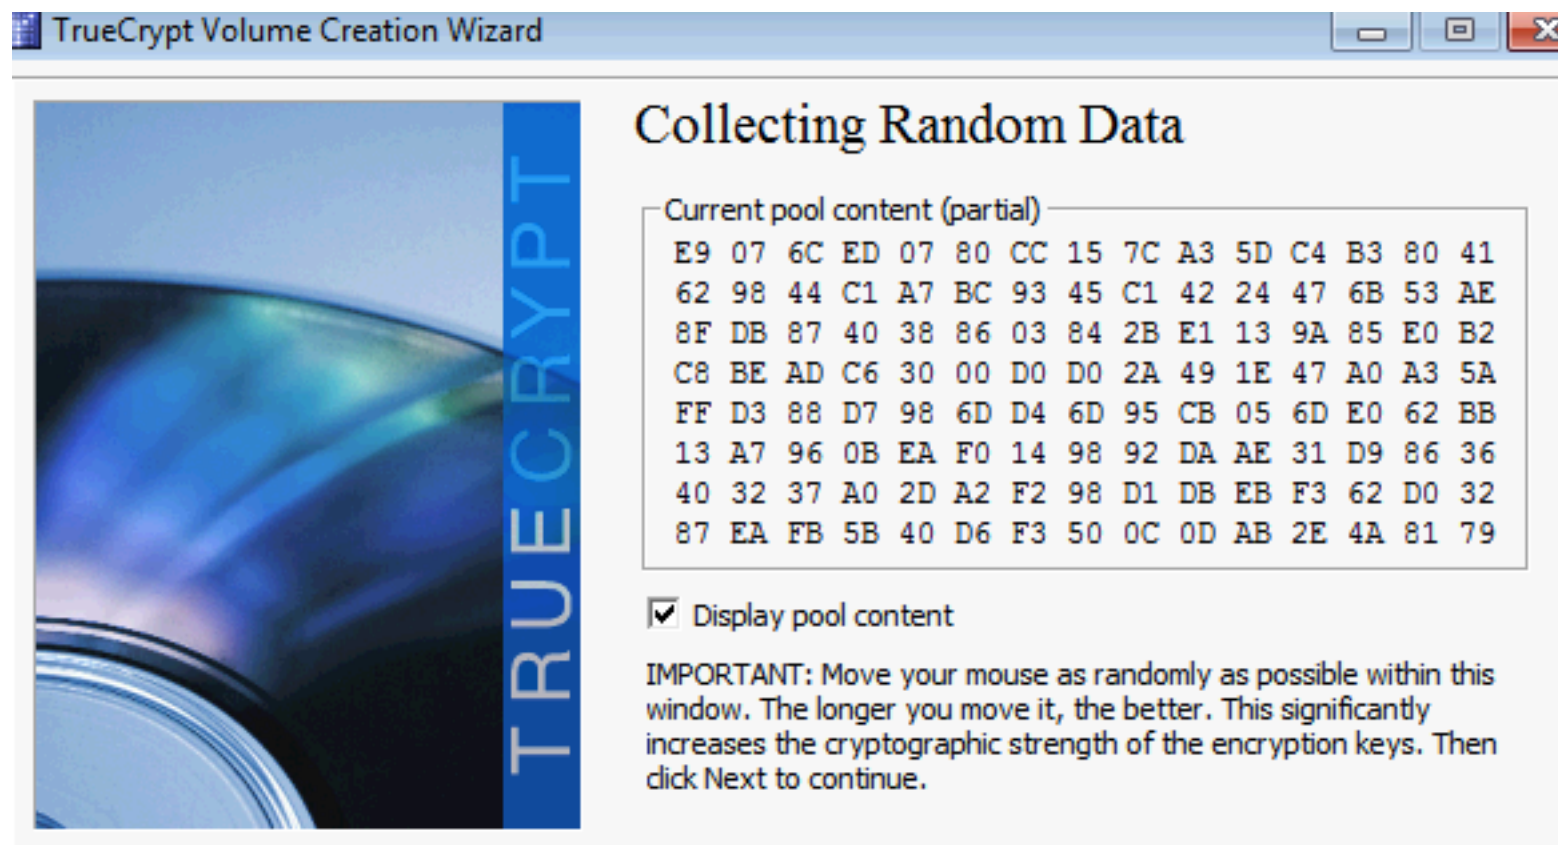 TrueCrypt Volume Creation Wizard
TRUECRYPT
Collecting Random Data
Current pool content (partial)
E9 07 6C ED 07 80 CC 15 7C A3 5D C4 B3 80 41
62 98 44 C1 A7 BC 93 45 C1 42 24 47 6B 53 AE
8F DB 87 40 38 86 03 84 2B E1 13 9A 85 E0 B2
C8 BE AD C6 30 00 D0 D0 2A 49 1E 47 A0 A3 5A
FF D3 88 D7 98 6D D4 6D 95 CB 05 6D E0 62 BB
13 A7 96 0B EA F0 14 98 92 DA AE 31 D9 86 36
40 32 37 A0 2D A2 F2 98 D1 DB EB F3 62 D0 32
87 EA FB 5B 40 D6 F3 50 0C 0D AB 2E 4A 81 79
Display pool content
IMPORTANT: Move your mouse as randomly as possible within this
window. The longer you move it, the better. This significantly
increases the cryptographic strength of the encryption keys. Then
click Next to continue.